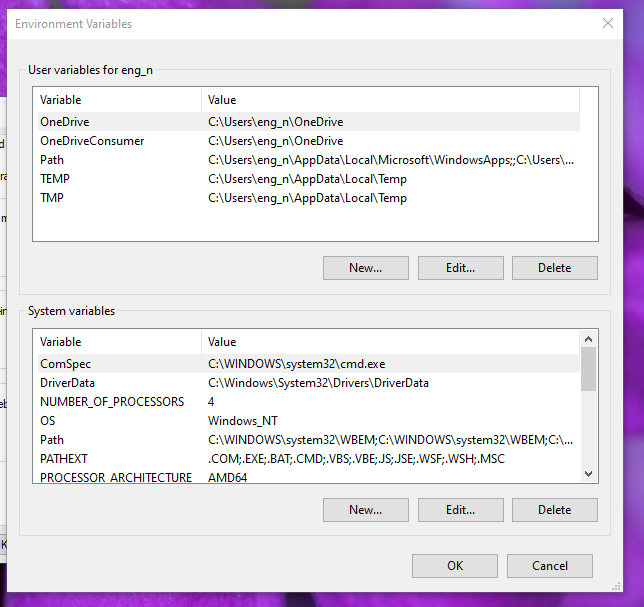 Environment Variables
User variables for eng_n
Variable Value
OneDrive C:\Users\eng_n\OneDrive
OneDriveConsumer C:\Users\eng_n\OneDrive
Path C:\Users\eng_n\AppData\Local\Microsoft\WindowsApps;;C:\Users\...
TEMP C:\Users\eng_n\AppData\Local\Temp
TMP C:\Users\eng_n\AppData\Local\Temp
New... Edit... Delete
System variables
Variable Value
ComSpec C:\WINDOWS\system32\cmd.exe
DriverData C:\Windows\System32\Drivers\DriverData
NUMBER_OF_PROCESSORS 4
OS Windows_NT
Path C:\WINDOWS\system32\WBEM;C:\WINDOWS\system32\WBEM;C:\...
PATHEXT .COM;.EXE;.BAT;.CMD;.VBS;.VBE;.JS;.JSE;.WSF;.WSH;.MSC
PROCESSOR_ARCHITECTURE AMD64
New... Edit... Delete
OK Cancel